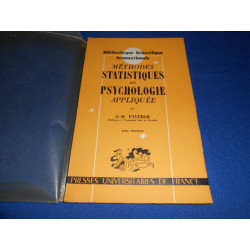 Bibliothèque Scientifique
Internationale
MÉTHODES
STATISTIQUES
EN
PSYCHOLOGIE
APPLIQUÉE
PAR
J.-M. FAVERGE
PRESSES UNIVERSITAIRES DE FRANCE